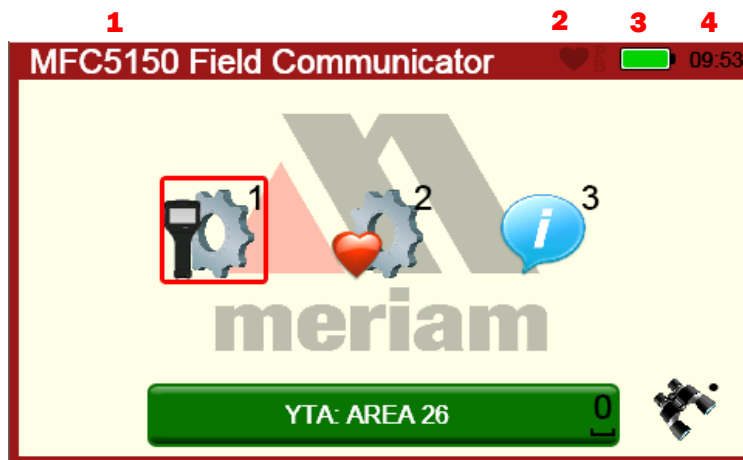 1 2 3 4
MFC5150 Field Communicator 09:53
1 2 3
i
meriam
YTA: AREA 26 0